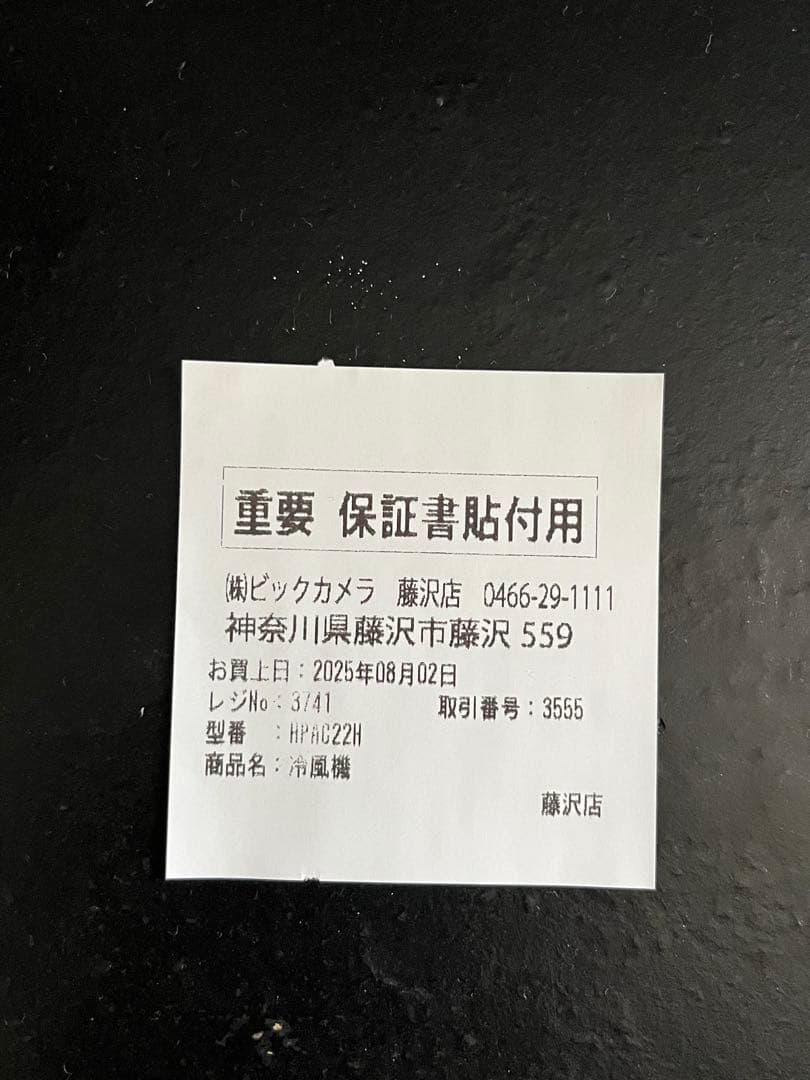 重要 保証書貼付用
㈱ビックカメラ 藤沢店 0466-29-1111
神奈川県藤沢市藤沢559
お買上日：2025年08月02日
レジNo：3741 取引番号：3555
型番 ：HPAC22H
商品名：冷風機
藤沢店